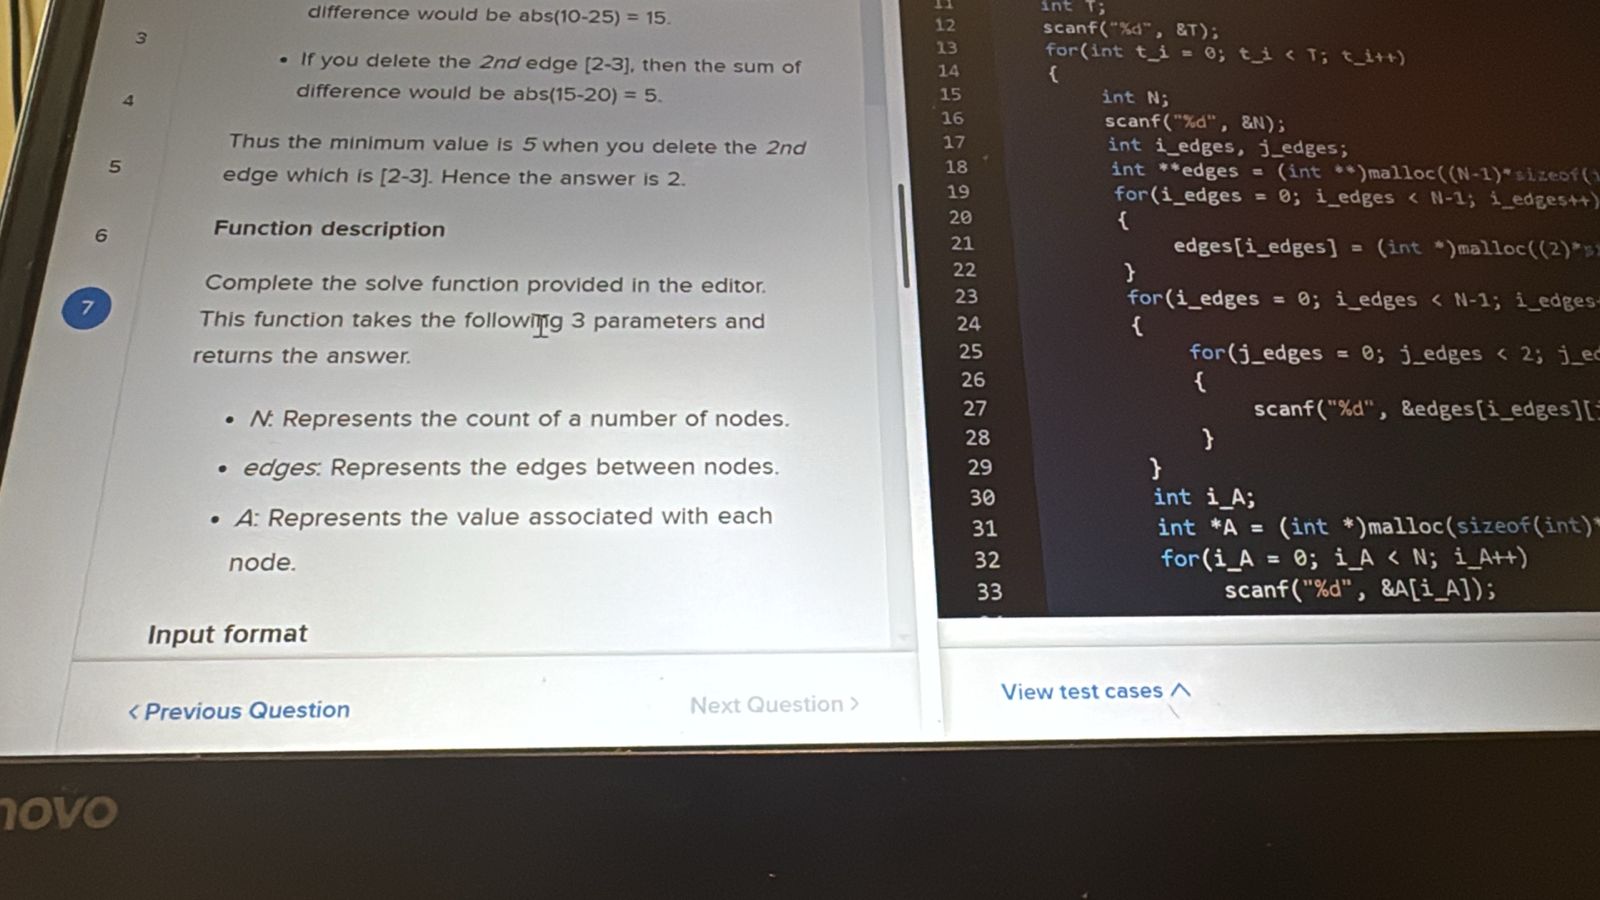 difference would be abs(10-25) = 15.
3
• If you delete the 2nd edge [2-3], then the sum of
difference would be abs(15-20) = 5.
4
Thus the minimum value is 5 when you delete the 2nd
edge which is [2-3]. Hence the answer is 2.
5
Function description
6
Complete the solve function provided in the editor.
This function takes the following 3 parameters and
returns the answer.
7
• N: Represents the count of a number of nodes.
• edges: Represents the edges between nodes.
• A: Represents the value associated with each
node.
Input format
< Previous Question
Next Question >
11 int T;
12 scanf("%d", &T);
13 for(int t_i = 0; t_i < T; t_i++)
14 {
15 int N;
16 scanf("%d", &N);
17 int i_edges, j_edges;
18 int **edges = (int **)malloc((N-1)*sizeof(
19 for(i_edges = 0; i_edges < N-1; i_edges++)
20 {
21 edges[i_edges] = (int *)malloc((2)*
22 }
23 for(i_edges = 0; i_edges < N-1; i_edges
24 {
25 for(j_edges = 0; j_edges < 2;
26 {
27 scanf("%d", &edges[i_edges][
28 }
29 }
30 int i_A;
31 int *A = (int *)malloc(sizeof(int)*
32 for(i_A = 0; i_A < N; i_A++)
33 scanf("%d", &A[i_A]);
View test cases
novo